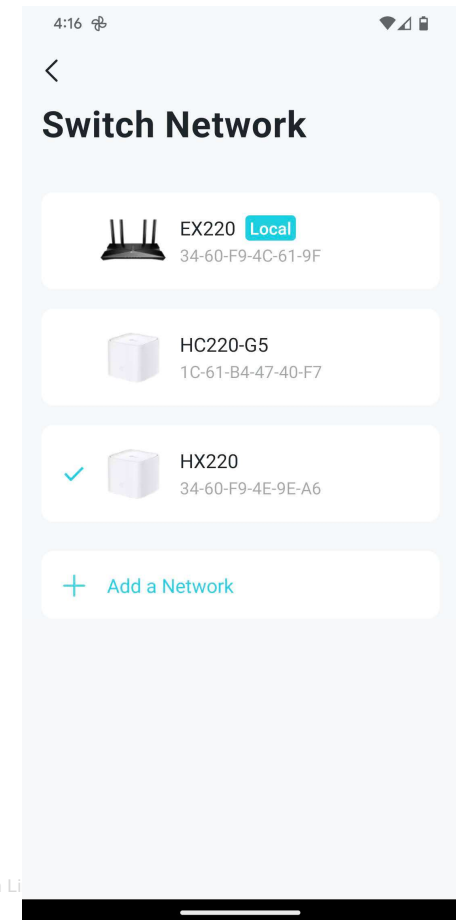 4:16
Switch Network
EX220 Local
34-60-F9-4C-61-9F
HC220-G5
1C-61-B4-47-40-F7
HX220
34-60-F9-4E-9E-A6
Add a Network
Li